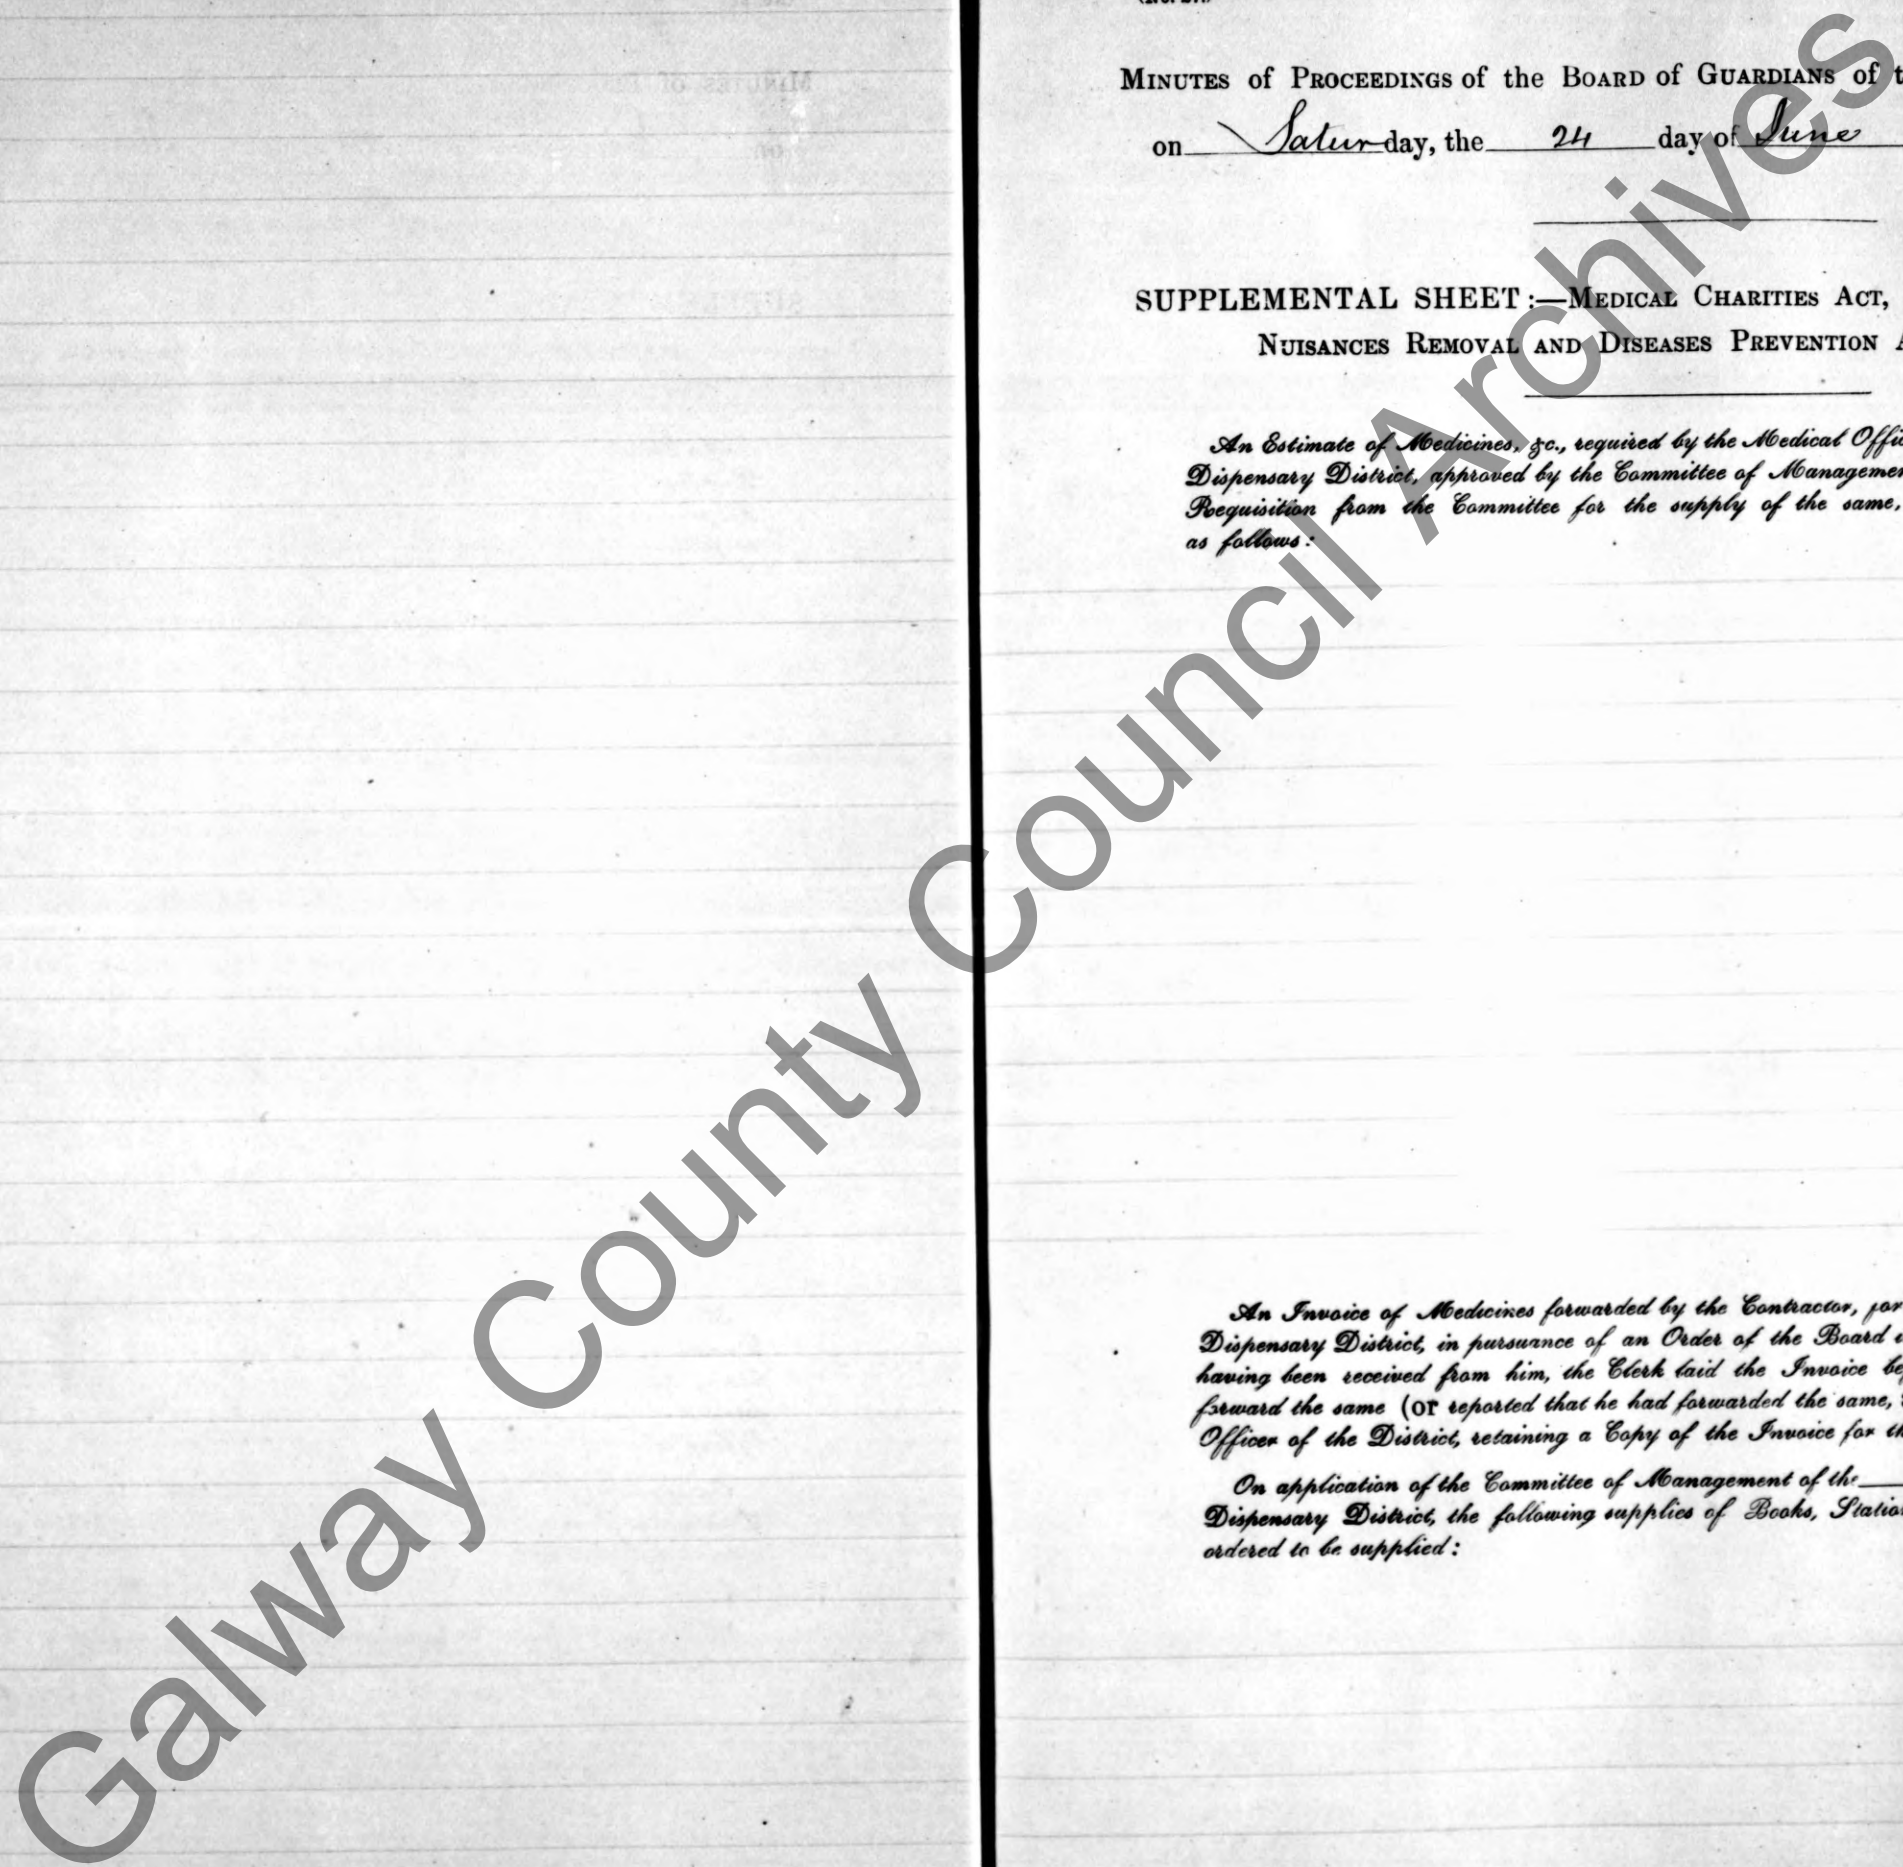 MINUTES of PROCEEDINGS of the BOARD of GUARDIANS of t
on Saturday, the 24 day of June
SUPPLEMENTAL SHEET:—MEDICAL CHARITIES ACT,
NUISANCES REMOVAL AND DISEASES PREVENTION A
An Estimate of Medicines, &c., required by the Medical Offi
Dispensary District, approved by the Committee of Managemen
Requisition from the Committee for the supply of the same,
as follows:
An Invoice of Medicines forwarded by the Contractor, for
Dispensary District, in pursuance of an Order of the Board
having been received from him, the Clerk laid the Invoice be
forward the same (or reported that he had forwarded the same,
Officer of the District, retaining a Copy of the Invoice for th
On application of the Committee of Management of the
Dispensary District, the following supplies of Books, Station
ordered to be supplied:
Galway County Council Archives